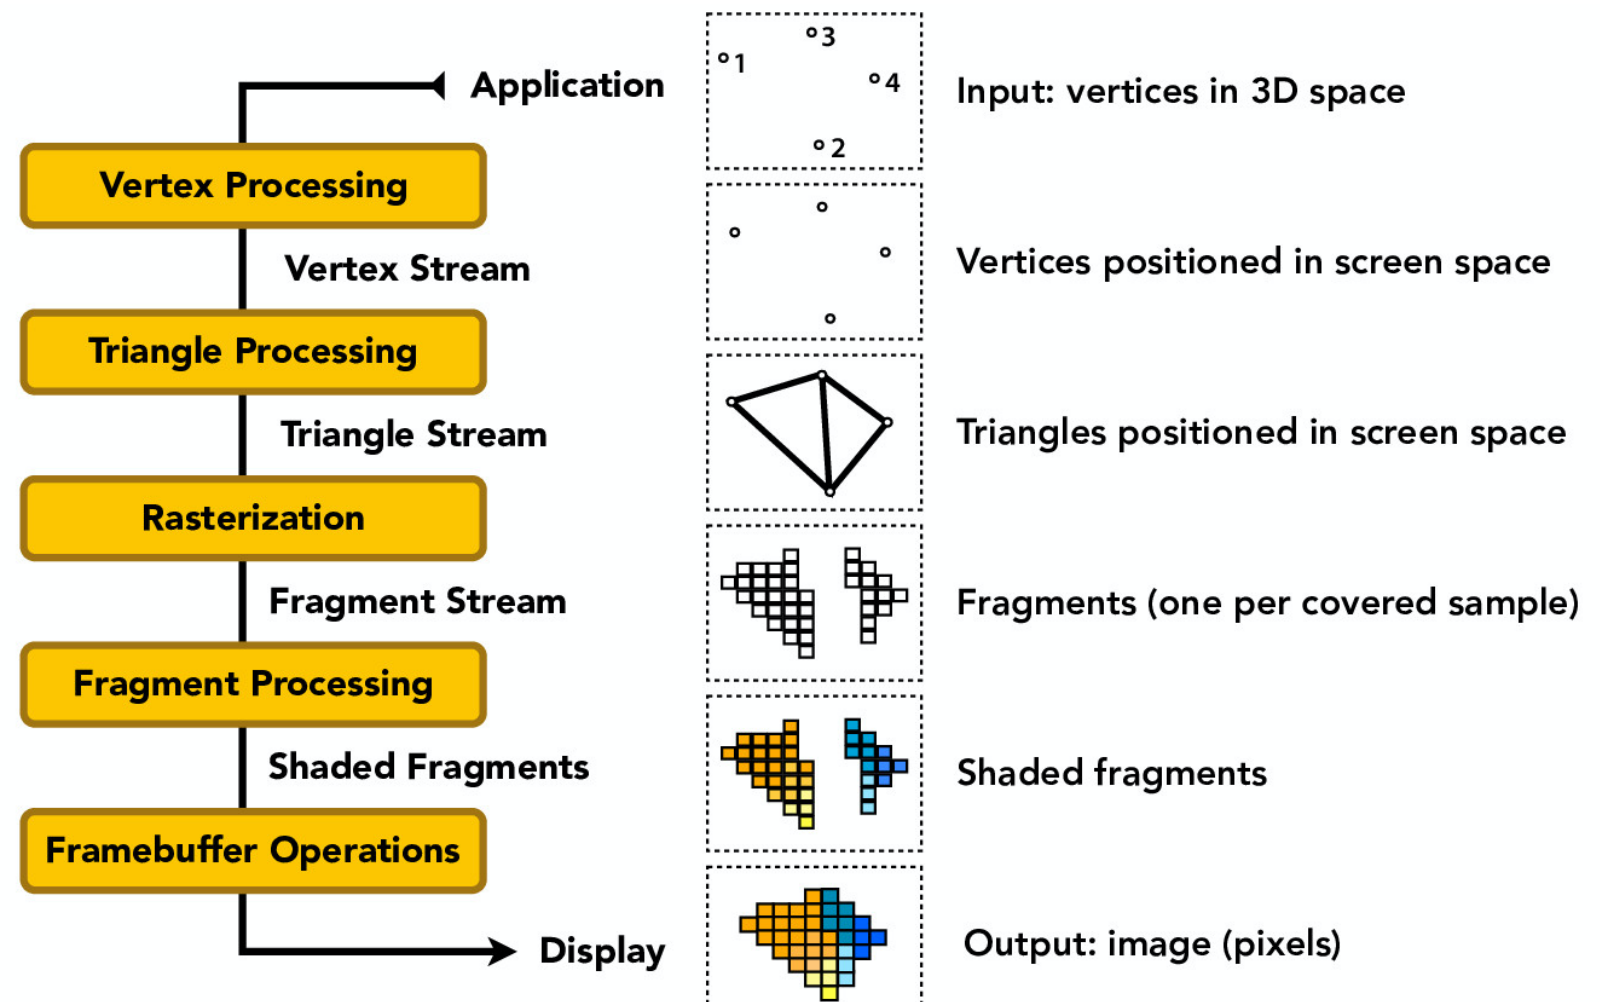 Application
Vertex Processing
Vertex Stream
Triangle Processing
Triangle Stream
Rasterization
Fragment Stream
Fragment Processing
Shaded Fragments
Framebuffer Operations
Display
3
1
4
2
Input: vertices in 3D space
Vertices positioned in screen space
Triangles positioned in screen space
Fragments (one per covered sample)
Shaded fragments
Output: image (pixels)